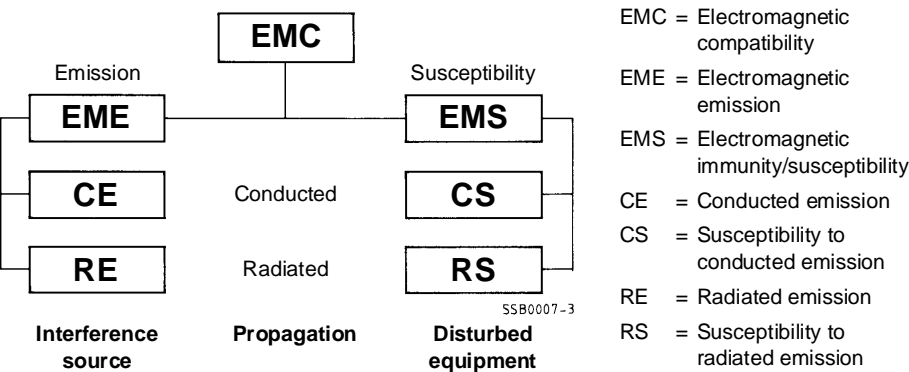 EMC
Emission
Susceptibility
EME
EMS
CE
Conducted
CS
RE
Radiated
RS
SSB0007-3
Interference
source
Propagation
Disturbed
equipment
EMC = Electromagnetic
compatibility
EME = Electromagnetic
emission
EMS = Electromagnetic
immunity/susceptibility
CE = Conducted emission
CS = Susceptibility to
conducted emission
RE = Radiated emission
RS = Susceptibility to
radiated emission